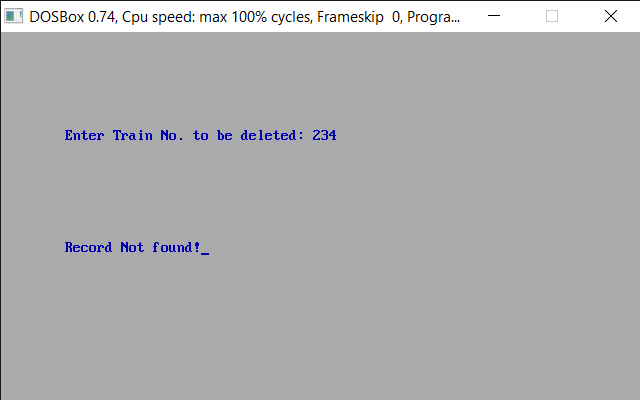 DOSBox 0.74, Cpu speed: max 100% cycles, Frameskip 0, Progra...
Enter Train No. to be deleted: 234
Record Not found!_